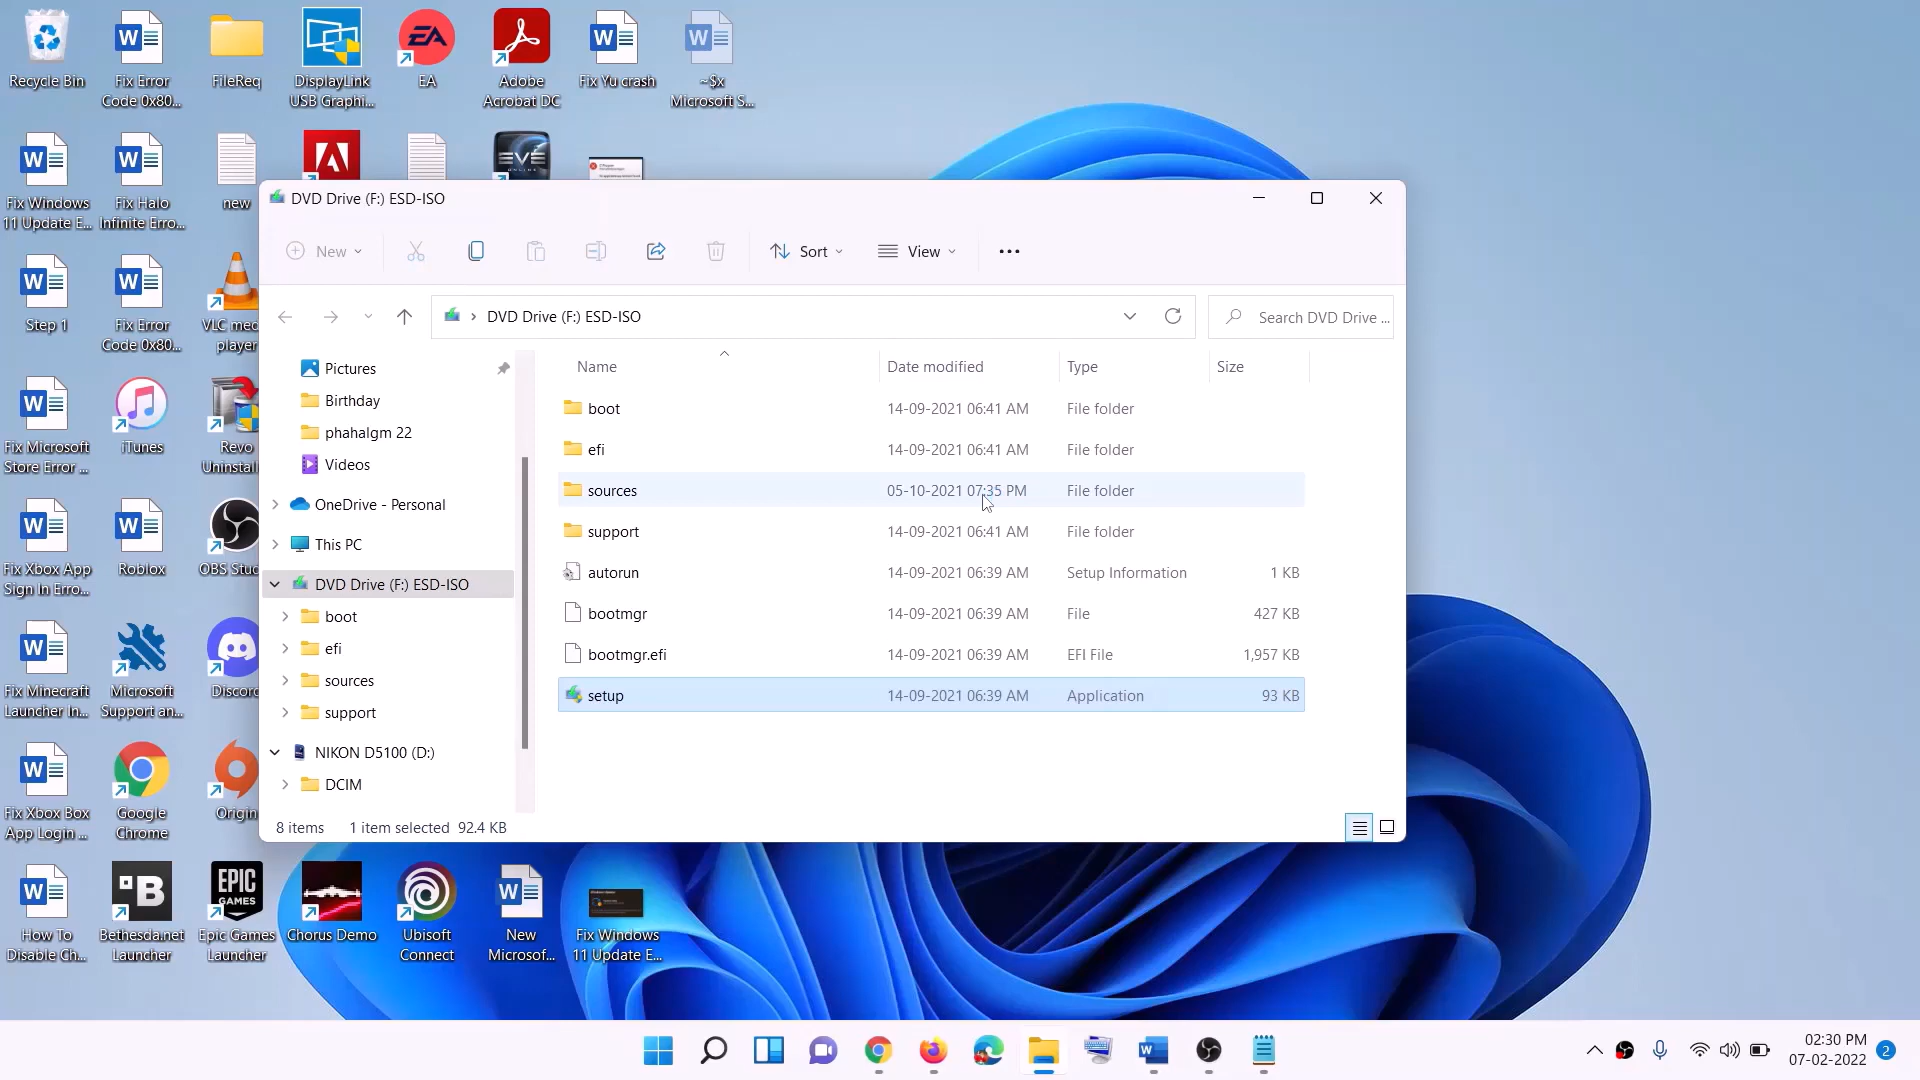 Recycle Bin
Fix Error
Code 0x80...
FileReq
DisplayLink
USB Graphi...
EA
Adobe
Acrobat DC
Fix Yu crash
~$x
Microsoft S...
Fix Windows
11 Update E...
Fix Halo
Infinite Erro...
new
EVE
ONLINE
Step 1
Fix Error
Code 0x80...
VLC med
player
Fix Microsoft
Store Error ...
iTunes
Revo
Uninstall
Fix Xbox App
Sign In Erro...
Roblox
OBS Stud
Fix Minecraft
Launcher In...
Microsoft
Support an...
Discord
Fix Xbox Box
App Login ...
Google
Chrome
Origin
How To
Disable Ch...
Bethesda.net
Launcher
EPIC
GAMES
Epic Games
Launcher
Chorus Demo
Ubisoft
Connect
New
Microsof...
Fix Windows
11 Update E...
DVD Drive (F:) ESD-ISO
New
Sort
View
DVD Drive (F:) ESD-ISO
Search DVD Drive ...
Pictures
Birthday
phahalgm 22
Videos
OneDrive - Personal
This PC
DVD Drive (F:) ESD-ISO
boot
efi
sources
support
NIKON D5100 (D:)
DCIM
Name Date modified Type Size
boot 14-09-2021 06:41 AM File folder
efi 14-09-2021 06:41 AM File folder
sources 05-10-2021 07:35 PM File folder
support 14-09-2021 06:41 AM File folder
autorun 14-09-2021 06:39 AM Setup Information 1 KB
bootmgr 14-09-2021 06:39 AM File 427 KB
bootmgr.efi 14-09-2021 06:39 AM EFI File 1,957 KB
setup 14-09-2021 06:39 AM Application 93 KB
8 items 1 item selected 92.4 KB
02:30 PM
07-02-2022
2